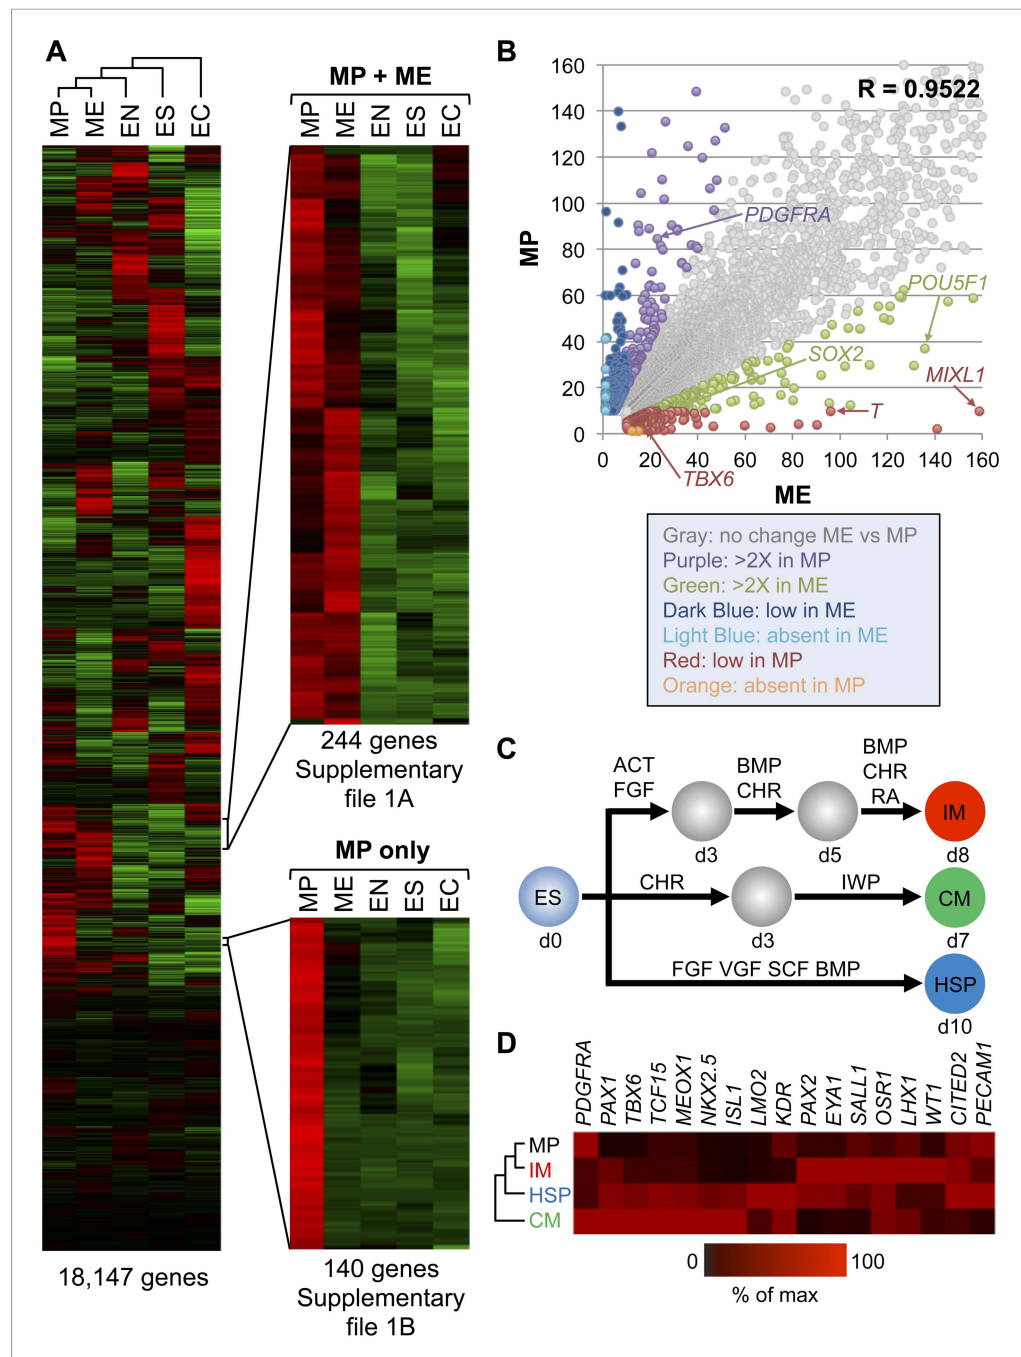 A
MP ME EN ES EC
18,147 genes
MP + ME
MP ME EN ES EC
244 genes
Supplementary
file 1A
MP only
MP ME EN ES EC
140 genes
Supplementary
file 1B
B
R = 0.9522
MP
160
140
120
100
80
60
40
20
0
0 20 40 60 80 100 120 140 160
ME
PDGFRA
POU5F1
SOX2
MIXL1
T
TBX6
Gray: no change ME vs MP
Purple: >2X in MP
Green: >2X in ME
Dark Blue: low in ME
Light Blue: absent in ME
Red: low in MP
Orange: absent in MP
C
ES
d0
ACT
FGF
d3
BMP
CHR
d5
BMP
CHR
RA
IM
d8
CHR
d3
IWP
CM
d7
FGF VGF SCF BMP
HSP
d10
D
PDGFRA PAX1 TBX6 TCF15 MEOX1 NKX2.5 ISL1 LMO2 KDR PAX2 EYA1 SALL1 OSR1 LHX1 WT1 CITED2 PECAM1
MP
IM
HSP
CM
0 100
% of max